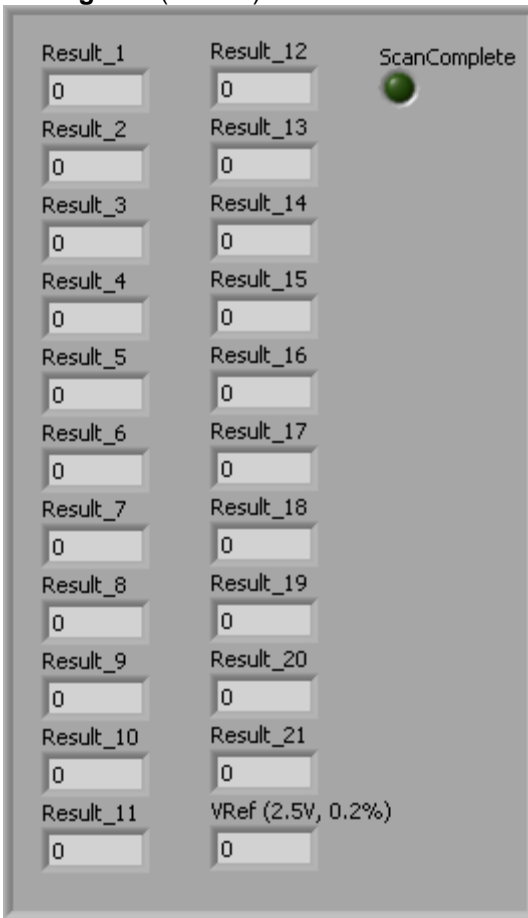 Result_1
0
Result_2
0
Result_3
0
Result_4
0
Result_5
0
Result_6
0
Result_7
0
Result_8
0
Result_9
0
Result_10
0
Result_11
0
Result_12
0
Result_13
0
Result_14
0
Result_15
0
Result_16
0
Result_17
0
Result_18
0
Result_19
0
Result_20
0
Result_21
0
VRef (2.5V, 0.2%)
0
ScanComplete